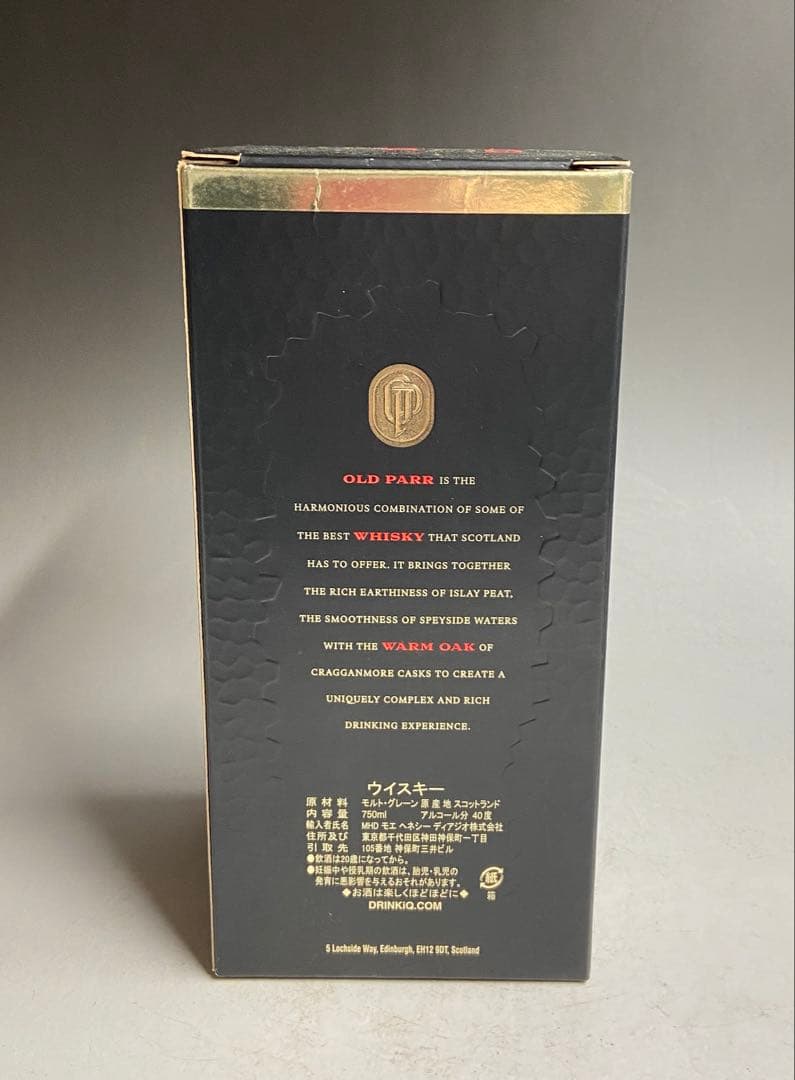 OLD PARR IS THE
HARMONIOUS COMBINATION OF SOME OF
THE BEST WHISKY THAT SCOTLAND
HAS TO OFFER. IT BRINGS TOGETHER
THE RICH EARTHINESS OF ISLAY PEAT,
THE SMOOTHNESS OF SPEYSIDE WATERS
WITH THE WARM OAK OF
CRAGGANMORE CASKS TO CREATE A
UNIQUELY COMPLEX AND RICH
DRINKING EXPERIENCE.
ウイスキー
原材料 モルト・グレーン 原産地 スコットランド
内容量 750ml アルコール分 40度
輸入者氏名 MHD モエ ヘネシー ディアジオ株式会社
住所及び 東京都千代田区神田神保町一丁目
引取先 105番地 神保町三井ビル
●飲酒は20歳になってから。
●妊娠中や授乳期の飲酒は、胎児・乳児の
発育に悪影響を与えるおそれがあります。
◆お酒は楽しくほどほどに◆
DRINKiQ.COM
紙
箱
5 Lochside Way, Edinburgh, EH12 9DT, Scotland